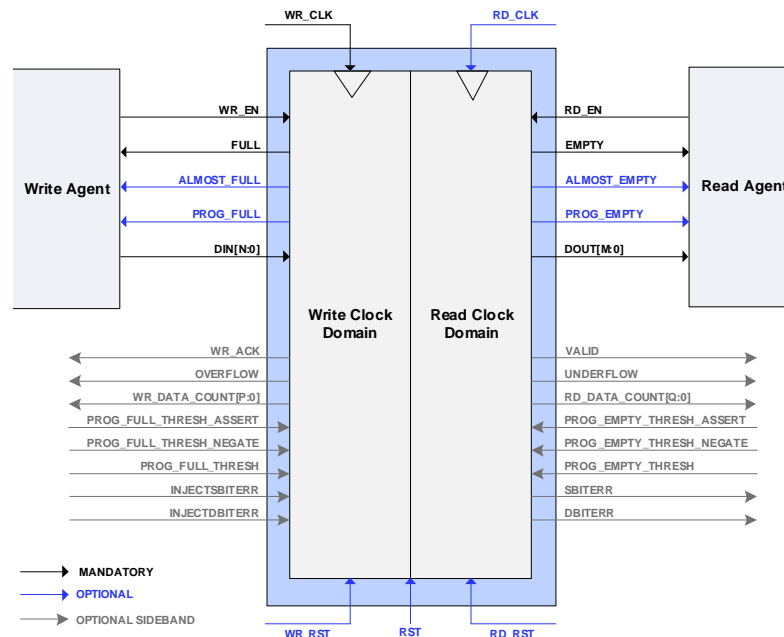 WR_CLK
RD_CLK
WR_EN
RD_EN
FULL
EMPTY
Write Agent
ALMOST_FULL
ALMOST_EMPTY
Read Agent
PROG_FULL
PROG_EMPTY
DIN[N:0]
DOUT[M:0]
Write Clock
Domain
Read Clock
Domain
WR_ACK
VALID
OVERFLOW
UNDERFLOW
WR_DATA_COUNT[P:0]
RD_DATA_COUNT[Q:0]
PROG_FULL_THRESH_ASSERT
PROG_EMPTY_THRESH_ASSERT
PROG_FULL_THRESH_NEGATE
PROG_EMPTY_THRESH_NEGATE
PROG_FULL_THRESH
PROG_EMPTY_THRESH
INJECTSBITERR
SBITERR
INJECTDBITERR
DBITERR
MANDATORY
OPTIONAL
OPTIONAL SIDEBAND
WR_RST
RST
RD_RST